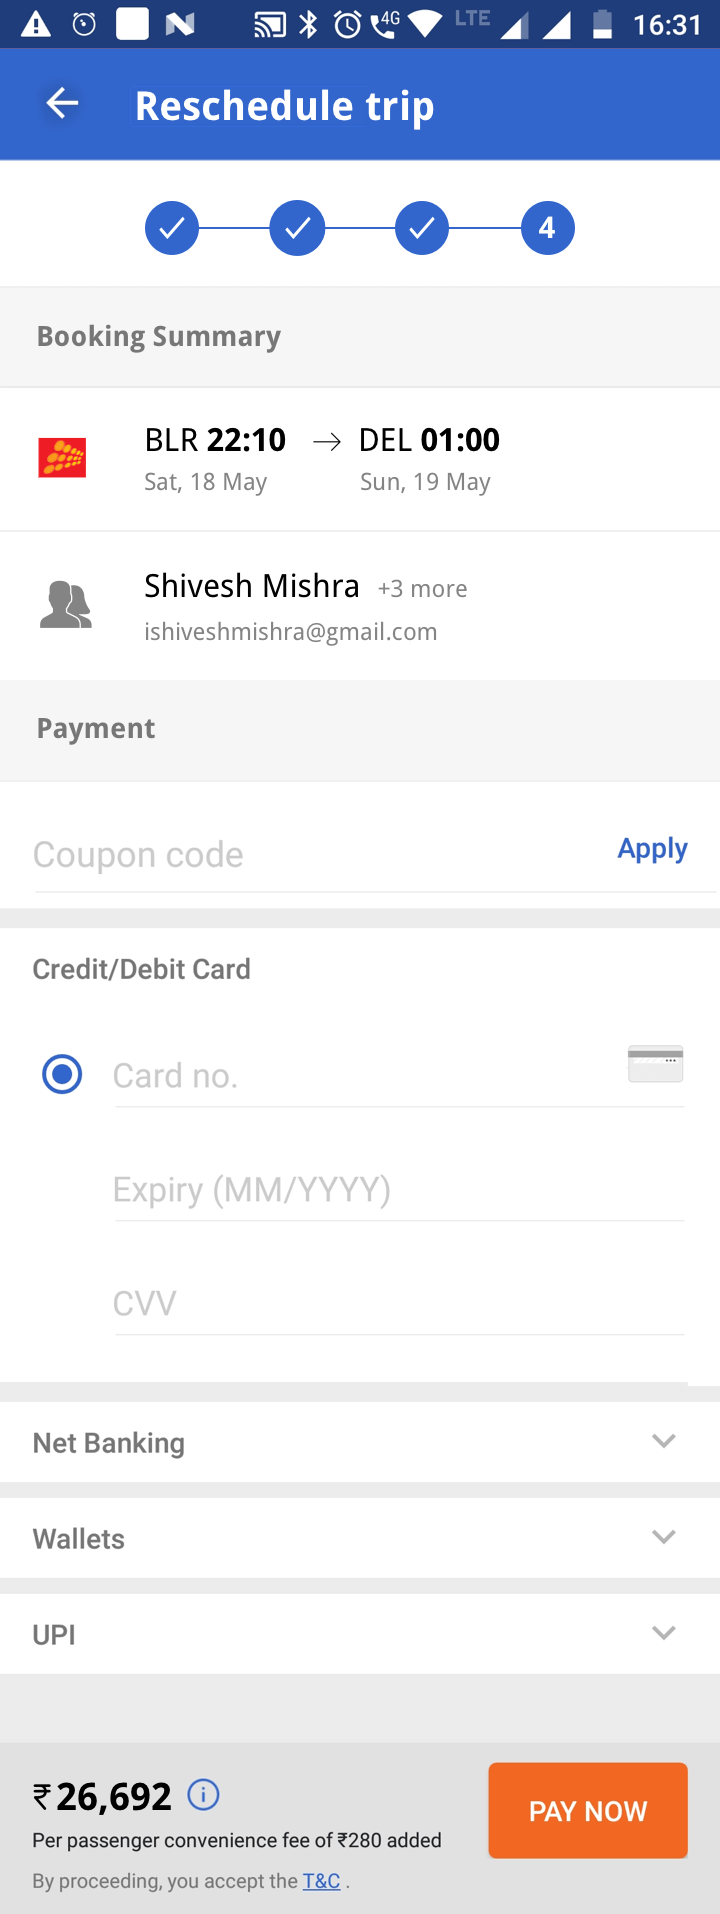 4G LTE 16:31
Reschedule trip
4
Booking Summary
BLR 22:10 → DEL 01:00
Sat, 18 May Sun, 19 May
Shivesh Mishra +3 more
ishiveshmishra@gmail.com
Payment
Coupon code Apply
Credit/Debit Card
Card no.
Expiry (MM/YYYY)
CVV
Net Banking
Wallets
UPI
₹26,692
PAY NOW
Per passenger convenience fee of ₹280 added
By proceeding, you accept the T&C .